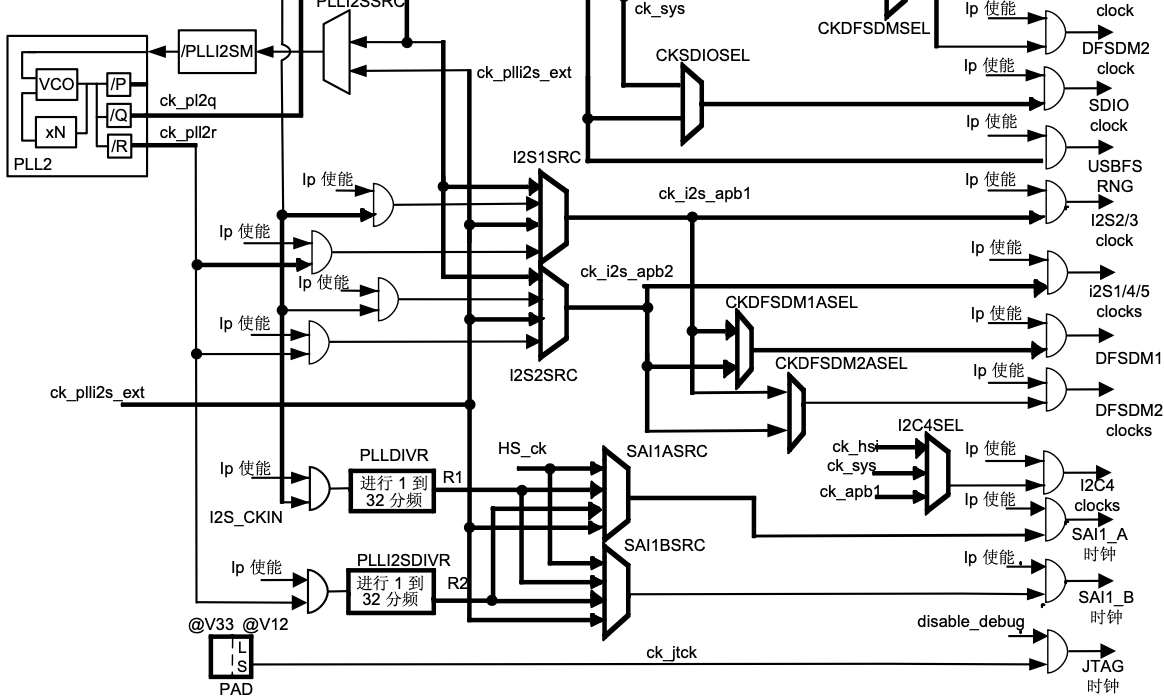 PLLI2SSRC
ck_sys
CKDFSDMSEL
Ip 使能
clock
DFSDM2
clock
/PLLI2SM
CKSDIOSEL
Ip 使能
SDIO
clock
VCO
/P
ck_plli2s_ext
ck_pl2q
/Q
xN
ck_pll2r
/R
PLL2
Ip 使能
USBFS
RNG
I2S1SRC
Ip 使能
ck_i2s_apb1
Ip 使能
I2S2/3
clock
Ip 使能
ck_i2s_apb2
Ip 使能
Ip 使能
i2S1/4/5
clocks
CKDFSDM1ASEL
Ip 使能
Ip 使能
DFSDM1
I2S2SRC
CKDFSDM2ASEL
Ip 使能
DFSDM2
clocks
ck_plli2s_ext
I2C4SEL
ck_hsi
ck_sys
ck_apb1
Ip 使能
I2C4
clocks
HS_ck
SAI1ASRC
PLLDIVR
Ip 使能
进行 1 到
32 分频
R1
I2S_CKIN
Ip 使能
SAI1_A
时钟
SAI1BSRC
PLLI2SDIVR
Ip 使能
进行 1 到
32 分频
R2
Ip 使能
SAI1_B
时钟
@V33 @V12
L
S
PAD
ck_jtck
disable_debug
JTAG
时钟